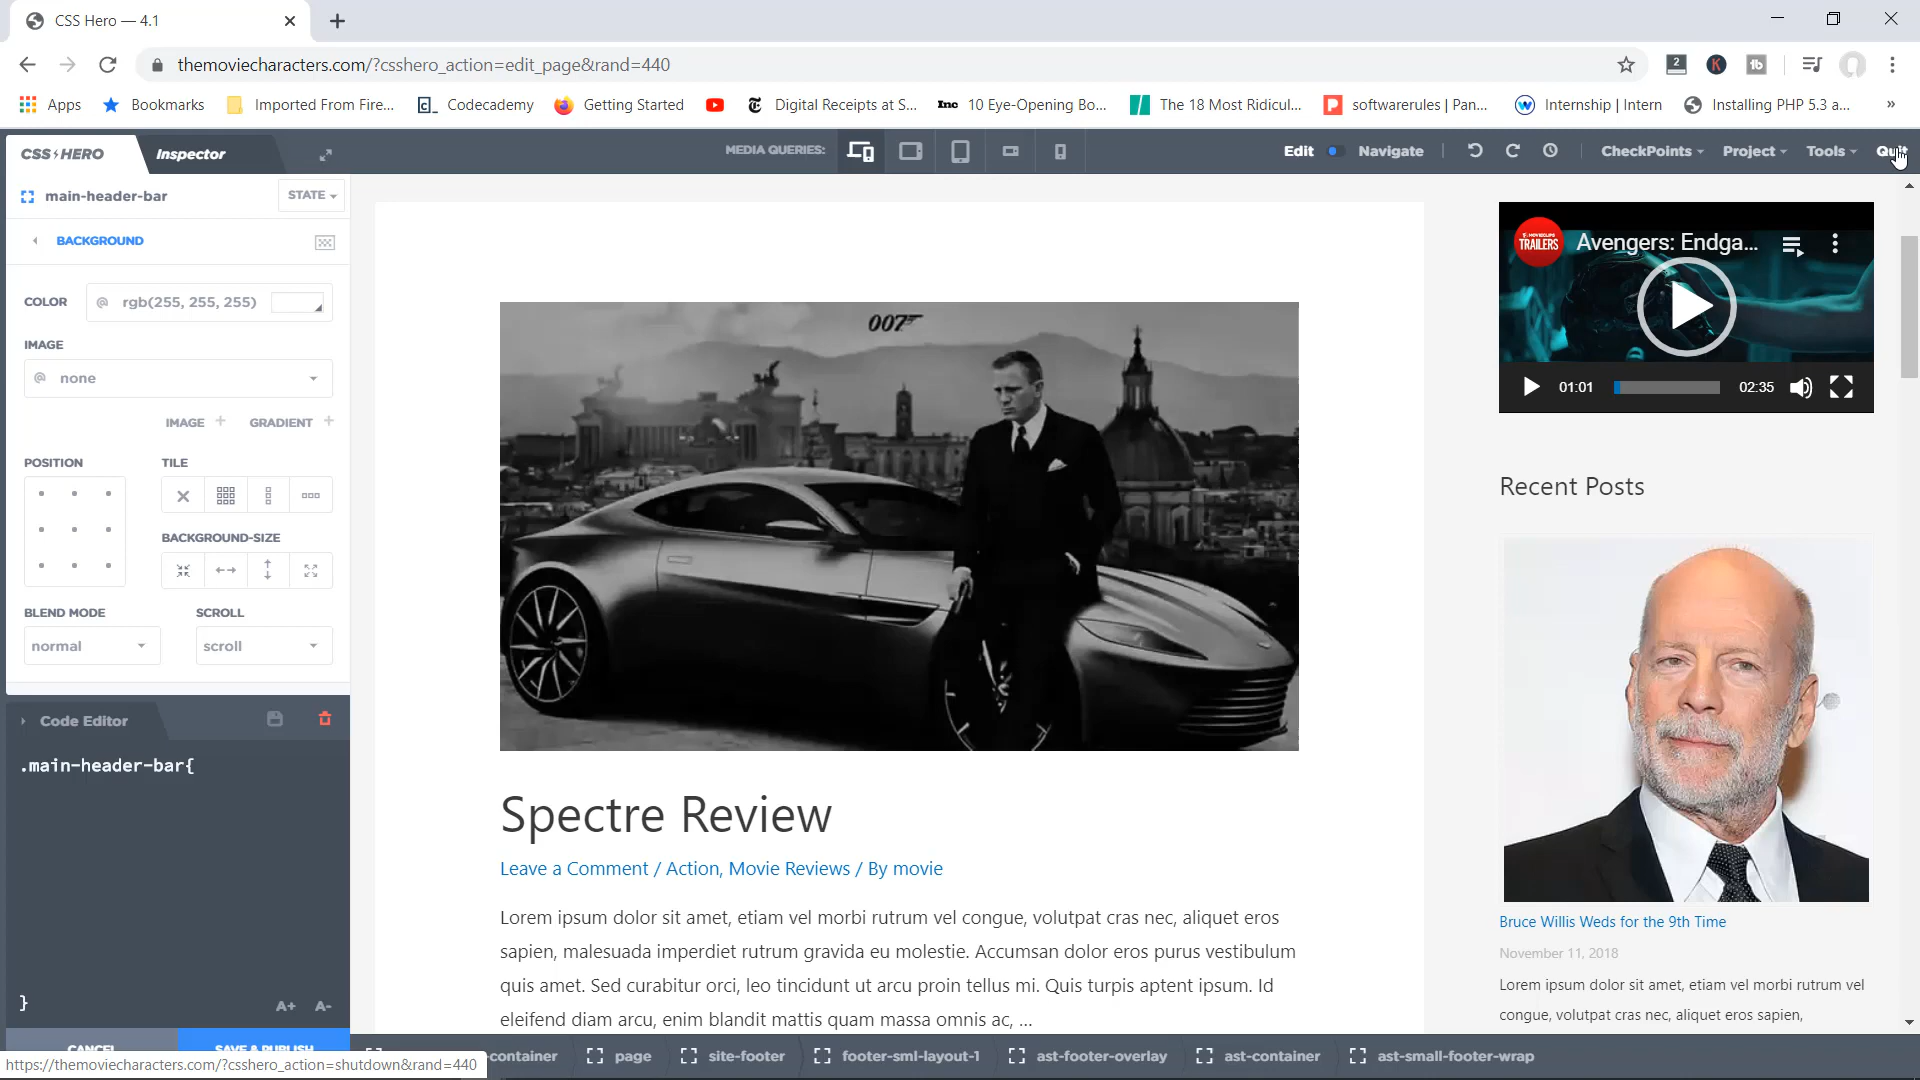 CSS Hero — 4.1
themoviecharacters.com/?csshero_action=edit_page&rand=440
2
K
tb
Apps Bookmarks Imported From Fire... Codecademy Getting Started Digital Receipts at S... Inc 10 Eye-Opening Bo... The 18 Most Ridicul... softwarerules | Pan... Internship | Intern Installing PHP 5.3 a... »
CSS HERO Inspector MEDIA QUERIES: Edit Navigate CheckPoints Project Tools Quit
main-header-bar STATE
BACKGROUND
COLOR @ rgb(255, 255, 255)
IMAGE
@ none
IMAGE + GRADIENT +
POSITION TILE
BACKGROUND-SIZE
BLEND MODE SCROLL
normal scroll
Code Editor
.main-header-bar{
}
A+ A-
CANCEL SAVE & PUBLISH
https://themoviecharacters.com/?csshero_action=shutdown&rand=440
007
Spectre Review
Leave a Comment / Action, Movie Reviews / By movie
Lorem ipsum dolor sit amet, etiam vel morbi rutrum vel congue, volutpat cras nec, aliquet eros
sapien, malesuada imperdiet rutrum gravida eu molestie. Accumsan dolor eros purus vestibulum
quis amet. Sed curabitur orci, leo tincidunt ut arcu proin tellus mi. Quis turpis aptent ipsum. Id
eleifend diam arcu, enim blandit mattis quam massa omnis ac, ...
TRAILERS Avengers: Endga...
01:01 02:35
Recent Posts
Bruce Willis Weds for the 9th Time
November 11, 2018
Lorem ipsum dolor sit amet, etiam vel morbi rutrum vel
congue, volutpat cras nec, aliquet eros sapien,
-container page site-footer footer-sml-layout-1 ast-footer-overlay ast-container ast-small-footer-wrap